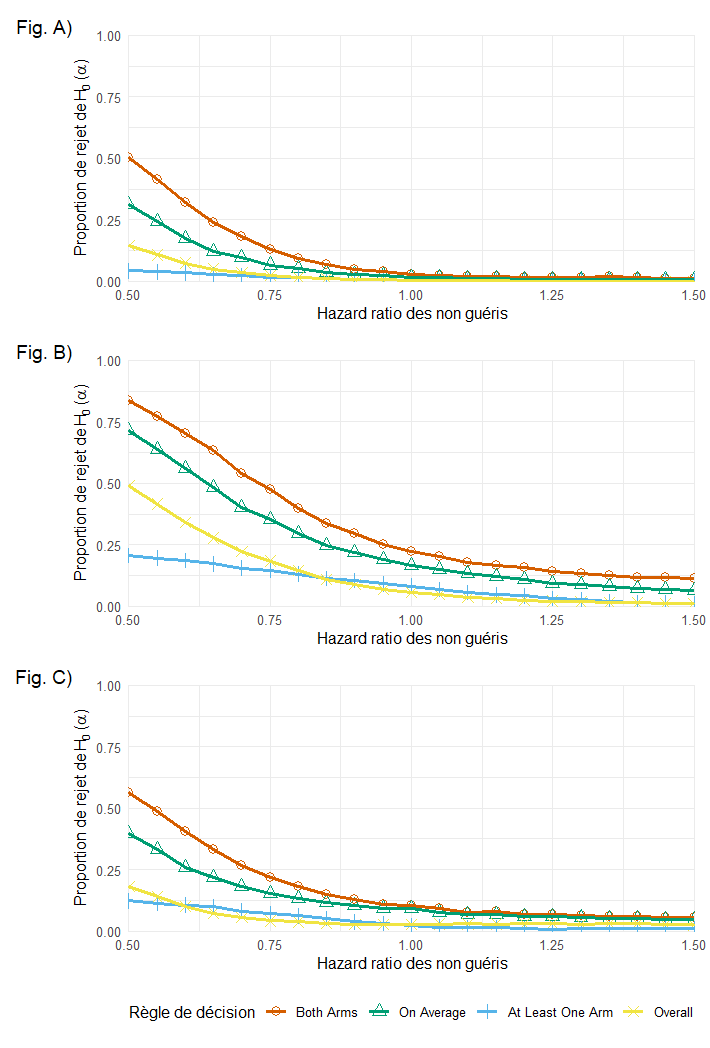 Fig. A)
Proportion de rejet de H0 (α)
1.00
0.75
0.50
0.25
0.00
0.50 0.75 1.00 1.25 1.50
Hazard ratio des non guéris
Fig. B)
Proportion de rejet de H0 (α)
1.00
0.75
0.50
0.25
0.00
0.50 0.75 1.00 1.25 1.50
Hazard ratio des non guéris
Fig. C)
Proportion de rejet de H0 (α)
1.00
0.75
0.50
0.25
0.00
0.50 0.75 1.00 1.25 1.50
Hazard ratio des non guéris
Règle de décision Both Arms On Average At Least One Arm Overall